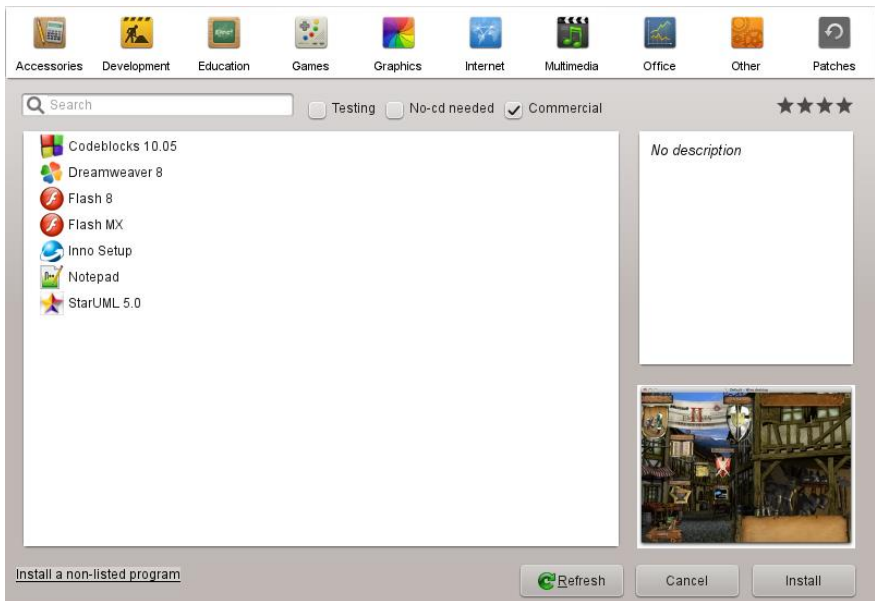 Accessories Development Education Games Graphics Internet Multimedia Office Other Patches
Search Testing No-cd needed Commercial
Codeblocks 10.05
Dreamweaver 8
Flash 8
Flash MX
Inno Setup
Notepad
StarUML 5.0
No description
Install a non-listed program
Refresh Cancel Install